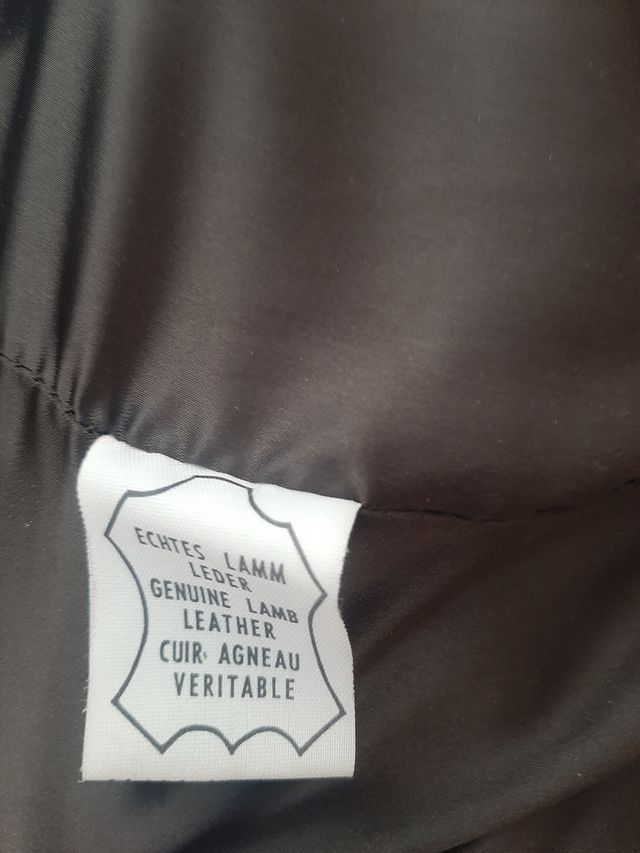 ECHTES LAMM
LEDER
GENUINE LAMB
LEATHER
CUIR AGNEAU
VERITABLE